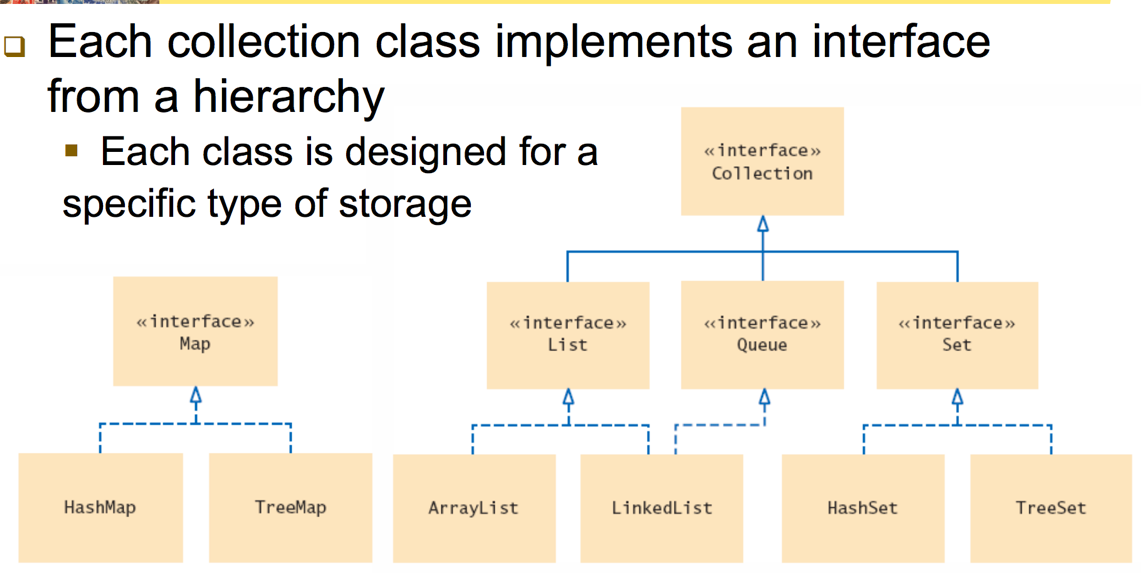 Each collection class implements an interface
from a hierarchy
Each class is designed for a
specific type of storage
«interface»
Collection
«interface»
Map
«interface»
List
«interface»
Queue
«interface»
Set
HashMap
TreeMap
ArrayList
LinkedList
HashSet
TreeSet